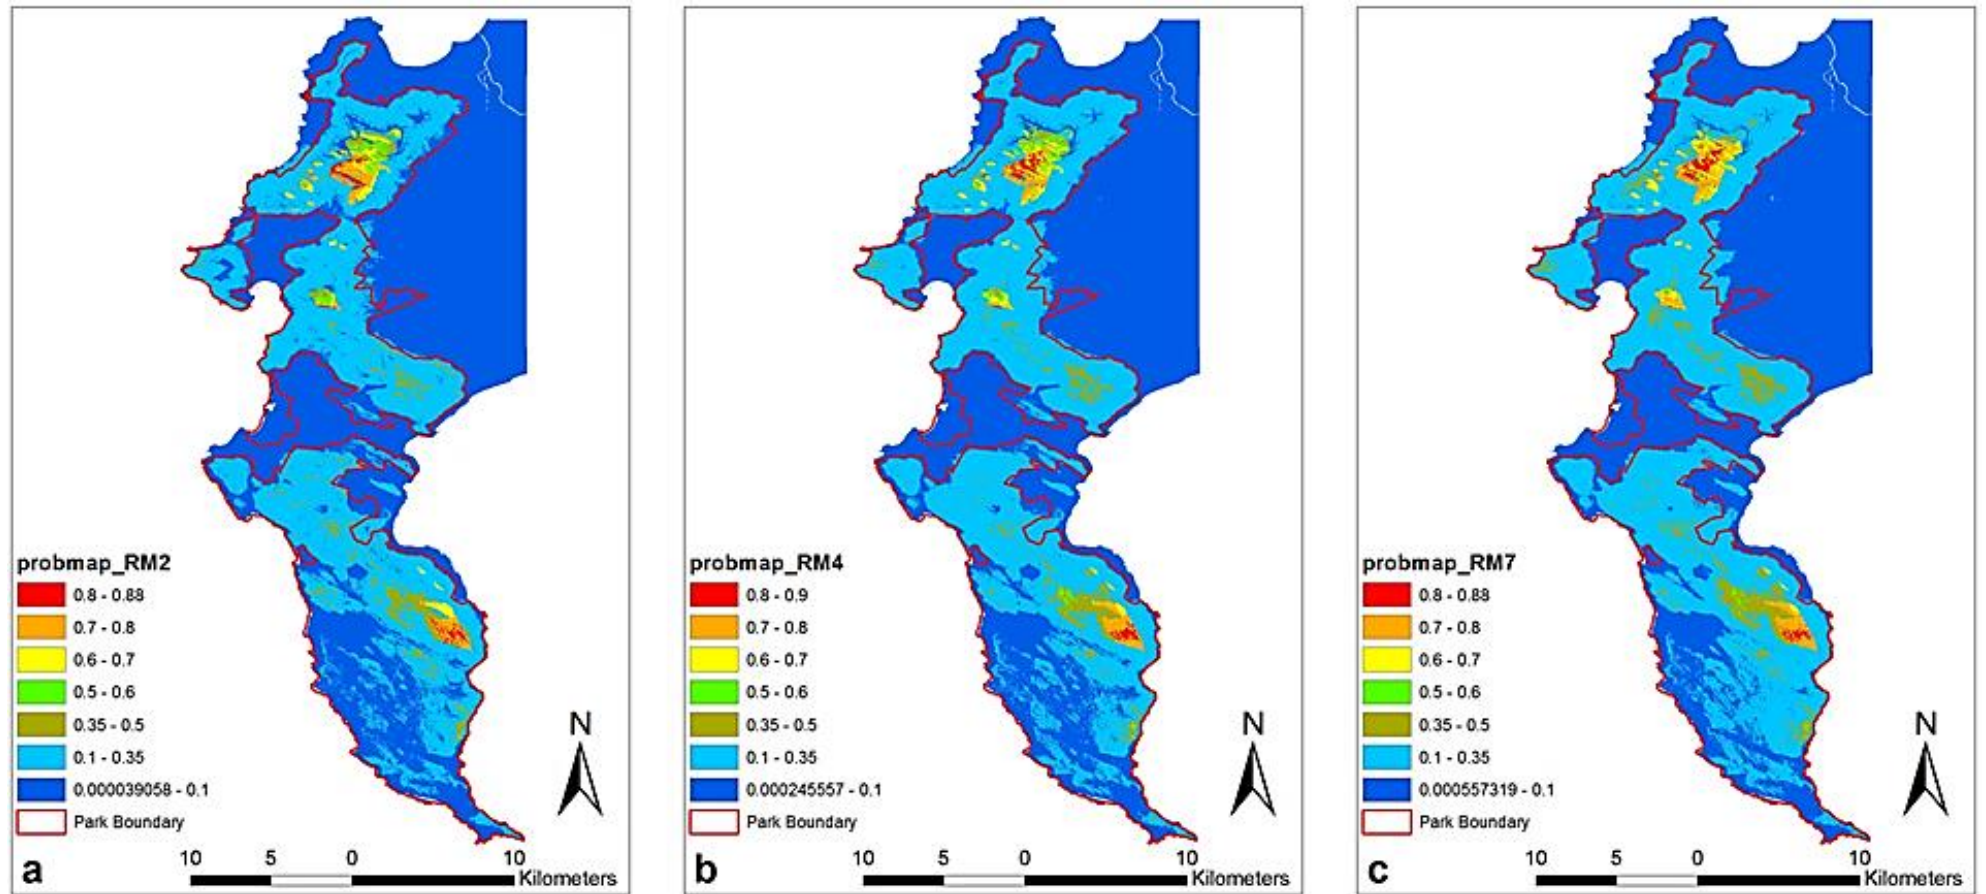 probmap_RM2
0.8 - 0.88
0.7 - 0.8
0.6 - 0.7
0.5 - 0.6
0.35 - 0.5
0.1 - 0.35
0.000039058 - 0.1
Park Boundary
N
10 5 0 10
Kilometers
a
probmap_RM4
0.8 - 0.9
0.7 - 0.8
0.6 - 0.7
0.5 - 0.6
0.35 - 0.5
0.1 - 0.35
0.000245557 - 0.1
Park Boundary
N
10 5 0 10
Kilometers
b
probmap_RM7
0.8 - 0.88
0.7 - 0.8
0.6 - 0.7
0.5 - 0.6
0.35 - 0.5
0.1 - 0.35
0.000557319 - 0.1
Park Boundary
N
10 5 0 10
Kilometers
c